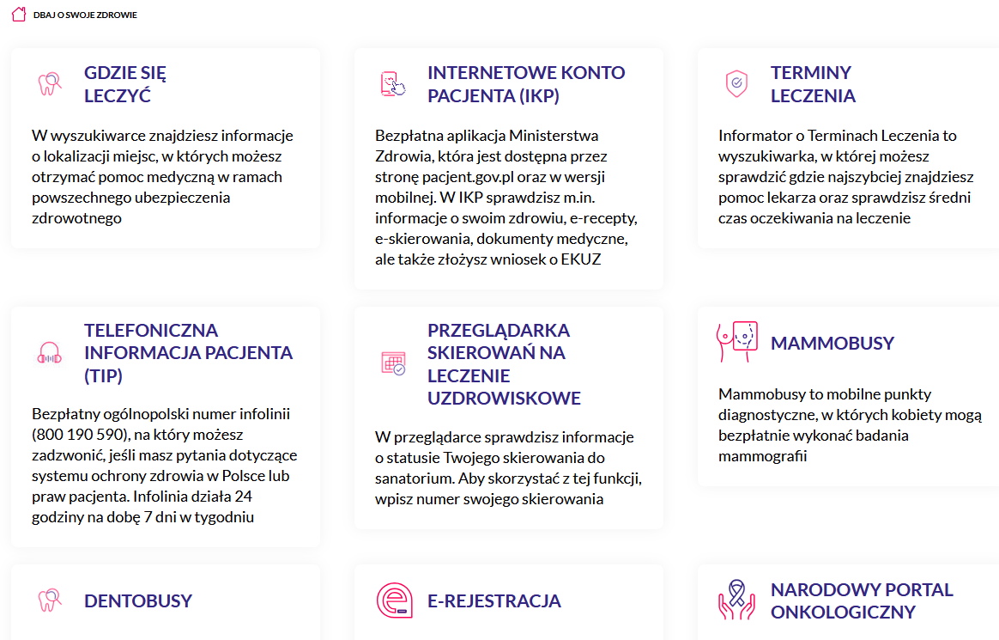 DBAJ O SWOJE ZDROWIE
GDZIE SIĘ
LECZYĆ
W wyszukiwarce znajdziesz informacje
o lokalizacji miejsc, w których możesz
otrzymać pomoc medyczną w ramach
powszechnego ubezpieczenia
zdrowotnego
INTERNETOWE KONTO
PACJENTA (IKP)
Bezpłatna aplikacja Ministerstwa
Zdrowia, która jest dostępna przez
stronę pacjent.gov.pl oraz w wersji
mobilnej. W IKP sprawdzisz m.in.
informacje o swoim zdrowiu, e-recepty,
e-skierowania, dokumenty medyczne,
ale także złożysz wniosek o EKUZ
TERMINY
LECZENIA
Informator o Terminach Leczenia to
wyszukiwarka, w której możesz
sprawdzić gdzie najszybciej znajdziesz
pomoc lekarza oraz sprawdzisz średni
czas oczekiwania na leczenie
TELEFONICZNA
INFORMACJA PACJENTA
(TIP)
Bezpłatny ogólnopolski numer infolinii
(800 190 590), na który możesz
zadzwonić, jeśli masz pytania dotyczące
systemu ochrony zdrowia w Polsce lub
praw pacjenta. Infolinia działa 24
godziny na dobę 7 dni w tygodniu
PRZEGLĄDARKA
SKIEROWAŃ NA
LECZENIE
UZDROWISKOWE
W przeglądarce sprawdzisz informacje
o statusie Twojego skierowania do
sanatorium. Aby skorzystać z tej funkcji,
wpisz numer swojego skierowania
MAMMOBUSY
Mammobusy to mobilne punkty
diagnostyczne, w których kobiety mogą
bezpłatnie wykonać badania
mammografii
DENTOBUSY
E-REJESTRACJA
NARODOWY PORTAL
ONKOLOGICZNY